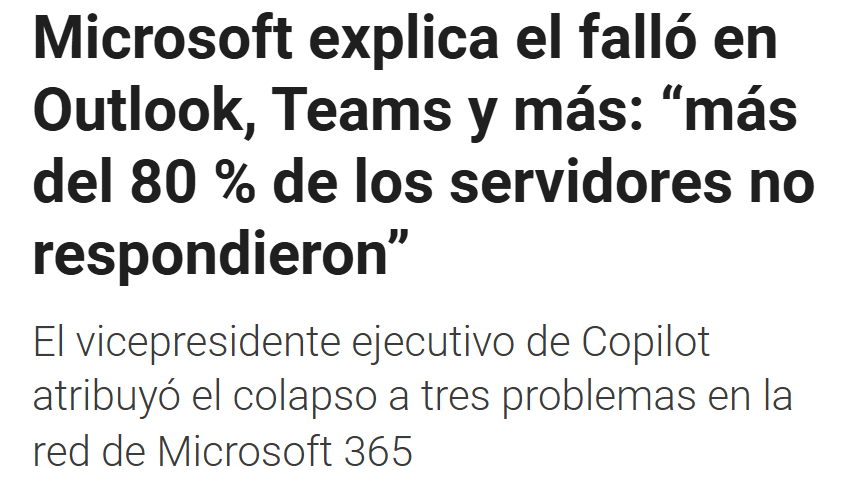 Microsoft explica el falló en
Outlook, Teams y más: “más
del 80 % de los servidores no
respondieron”
El vicepresidente ejecutivo de Copilot
atribuyó el colapso a tres problemas en la
red de Microsoft 365